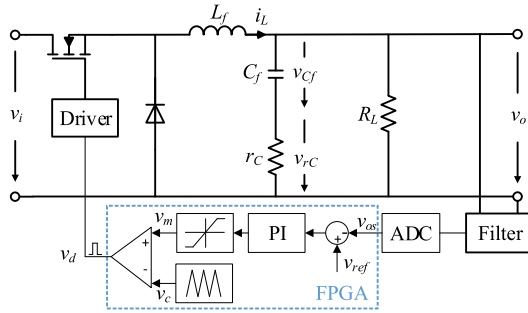 L_f
i_L
C_f
v_Cf
v_i
Driver
R_L
v_o
r_C
v_rC
v_m
PI
v_os
ADC
Filter
+
-
+
-
v_d
v_c
v_ref
FPGA